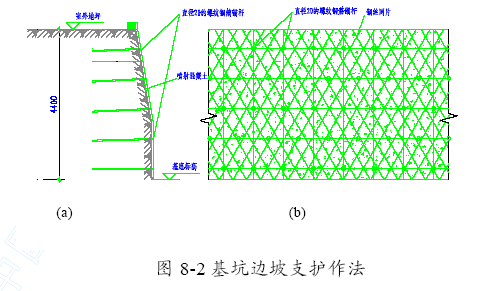 室外地坪
直径20的螺纹钢筋锚杆
直径20的螺纹钢筋锚杆
钢丝网片
喷射混凝土
4400
基底标高
(a)
(b)
图 8-2 基坑边坡支护作法